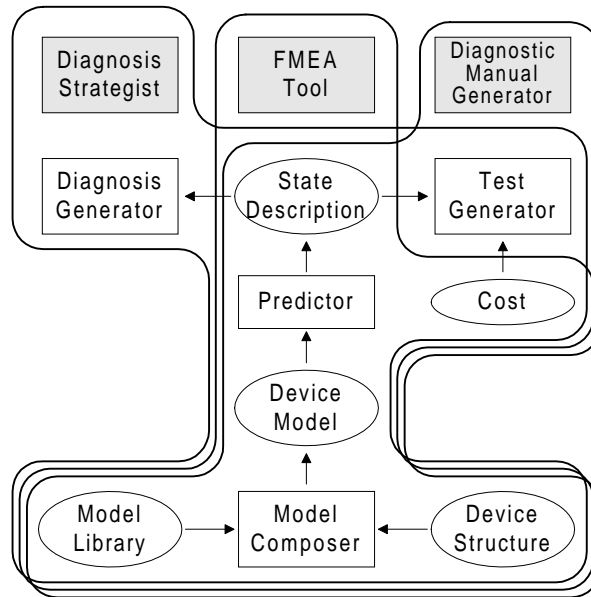 Diagnosis
Strategist
FMEA
Tool
Diagnostic
Manual
Generator
Diagnosis
Generator
State
Description
Test
Generator
Predictor
Cost
Device
Model
Model
Library
Model
Composer
Device
Structure